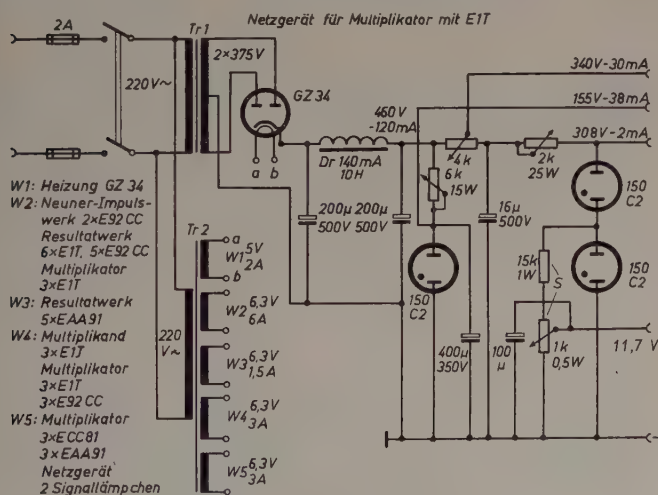 Netzgerät für Multiplikator mit E1T
2A
Tr 1
2×375V
220V~
GZ 34
a b
460V
-120mA
340V-30mA
155V-38mA
308V-2mA
Dr 140mA
10H
4k
2k
25W
6k
15W
200µ
500V
200µ
500V
16µ
500V
150
C2
150
C2
150
C2
15k
1W
S
1k
0,5W
100
µ
400µ
350V
11,7 V
-
W1: Heizung GZ 34
W2: Neuner-Impuls-
werk 2×E92 CC
Resultatwerk
6×E1T, 5×E92 CC
Multiplikator
3×E1T
W3: Resultatwerk
5×EAA91
W4: Multiplikand
3×E1T
Multiplikator
3×E1T
3×E92 CC
W5: Multiplikator
3×ECC81
3×EAA91
Netzgerät
2 Signallämpchen
Tr 2
220
V~
a
W1 5V
2A
b
W2 6,3V
6A
W3 6,3V
1,5A
W4 6,3V
3A
W5 6,3V
3A